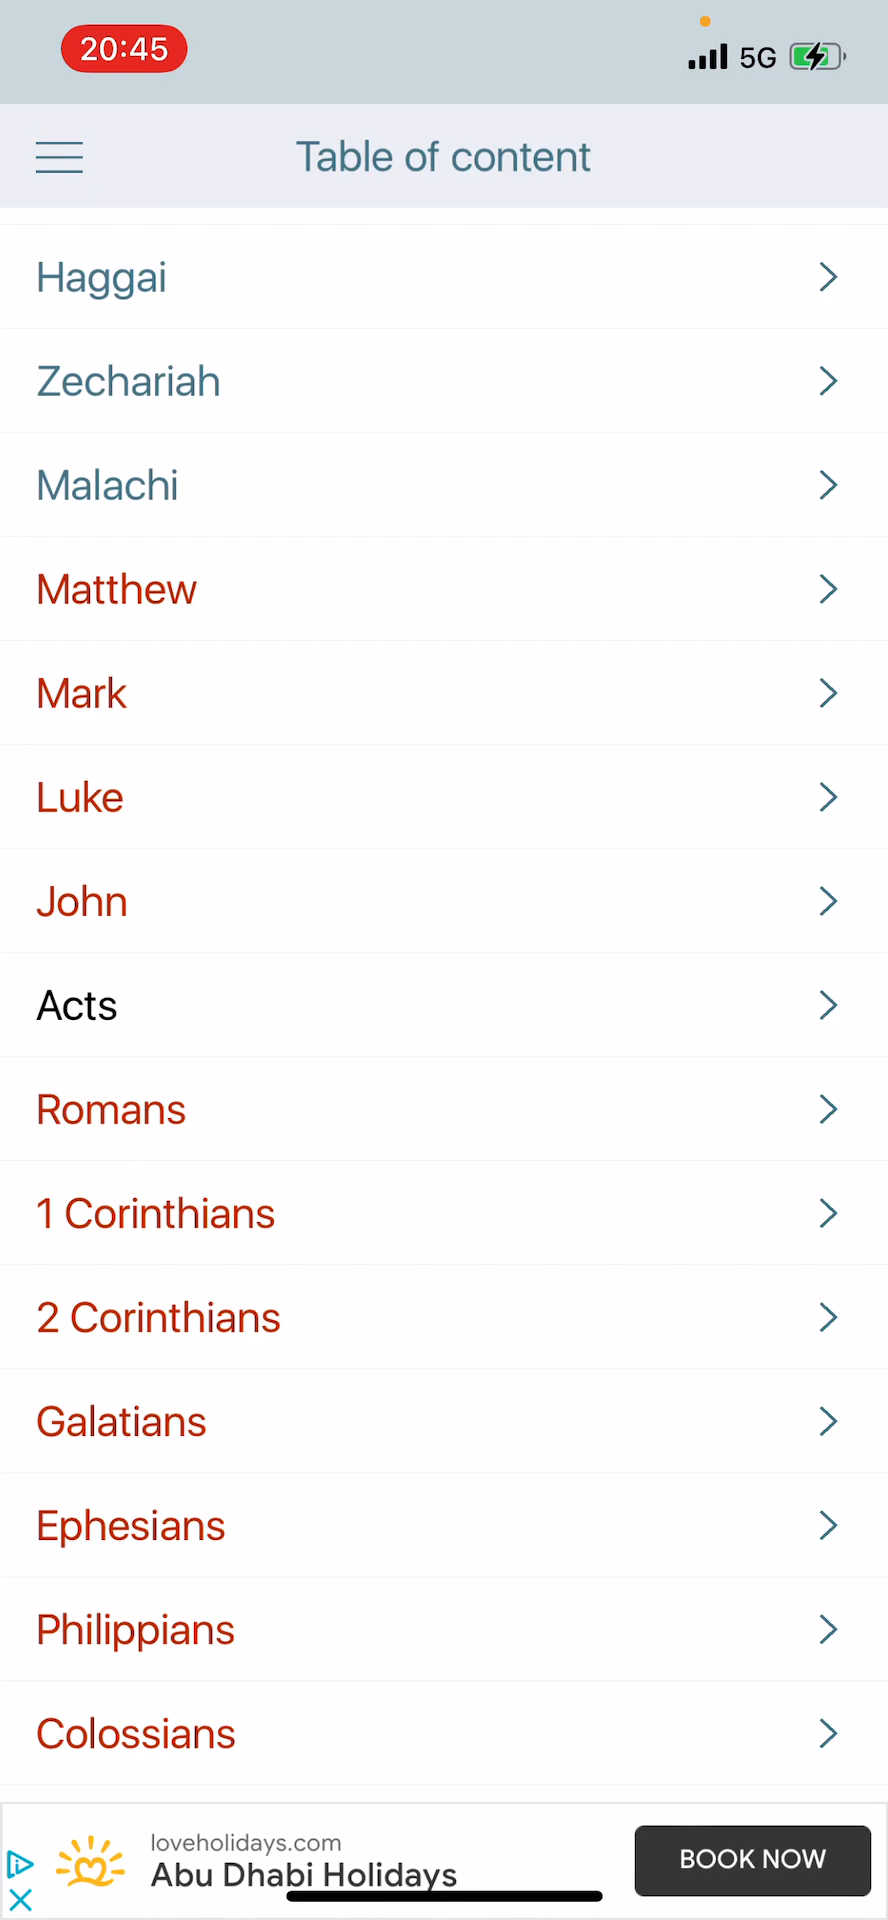 20:45
5G
Table of content
Haggai
Zechariah
Malachi
Matthew
Mark
Luke
John
Acts
Romans
1 Corinthians
2 Corinthians
Galatians
Ephesians
Philippians
Colossians
loveholidays.com
Abu Dhabi Holidays
BOOK NOW